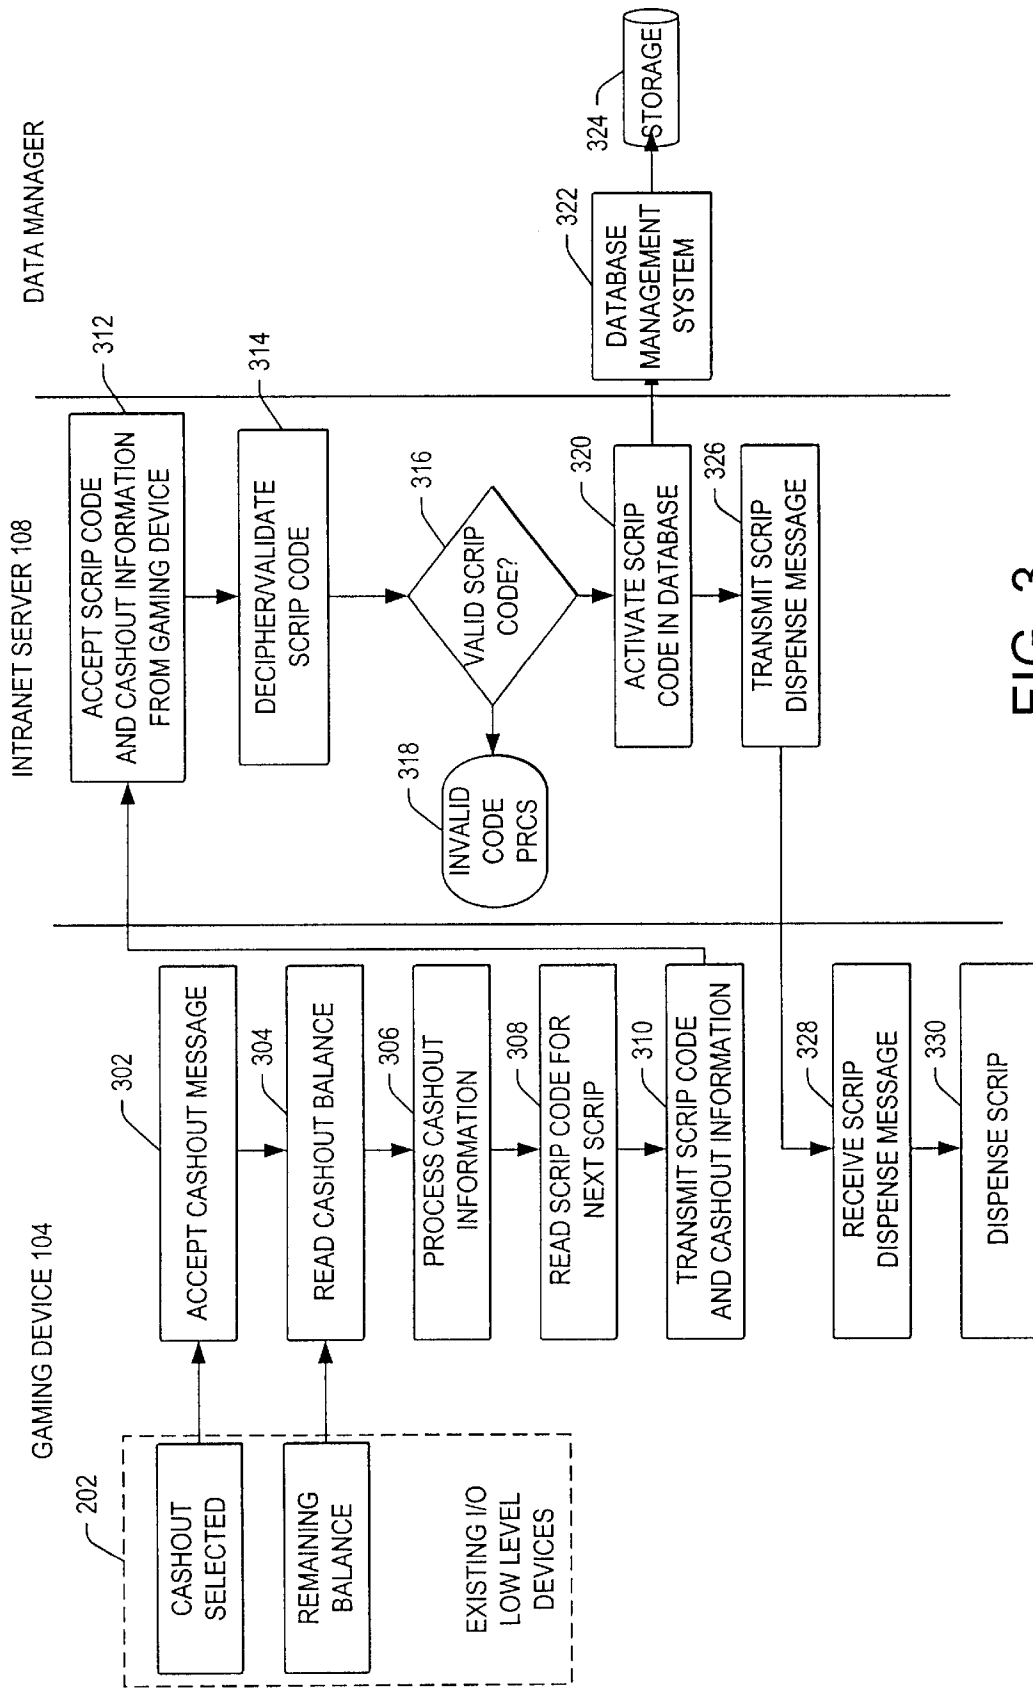 GAMING DEVICE 104
INTRANET SERVER 108
DATA MANAGER
202
CASHOUT
SELECTED
REMAINING
BALANCE
EXISTING I/O
LOW LEVEL
DEVICES
302
ACCEPT CASHOUT MESSAGE
304
READ CASHOUT BALANCE
306
PROCESS CASHOUT
INFORMATION
308
READ SCRIP CODE FOR
NEXT SCRIP
310
TRANSMIT SCRIP CODE
AND CASHOUT INFORMATION
312
ACCEPT SCRIP CODE
AND CASHOUT INFORMATION
FROM GAMING DEVICE
314
DECIPHER/VALIDATE
SCRIP CODE
316
VALID SCRIP
CODE?
318
INVALID
CODE
PRCS
320
ACTIVATE SCRIP
CODE IN DATABASE
322
DATABASE
MANAGEMENT
SYSTEM
324
STORAGE
326
TRANSMIT SCRIP
DISPENSE MESSAGE
328
RECEIVE SCRIP
DISPENSE MESSAGE
330
DISPENSE SCRIP
FIG. 3